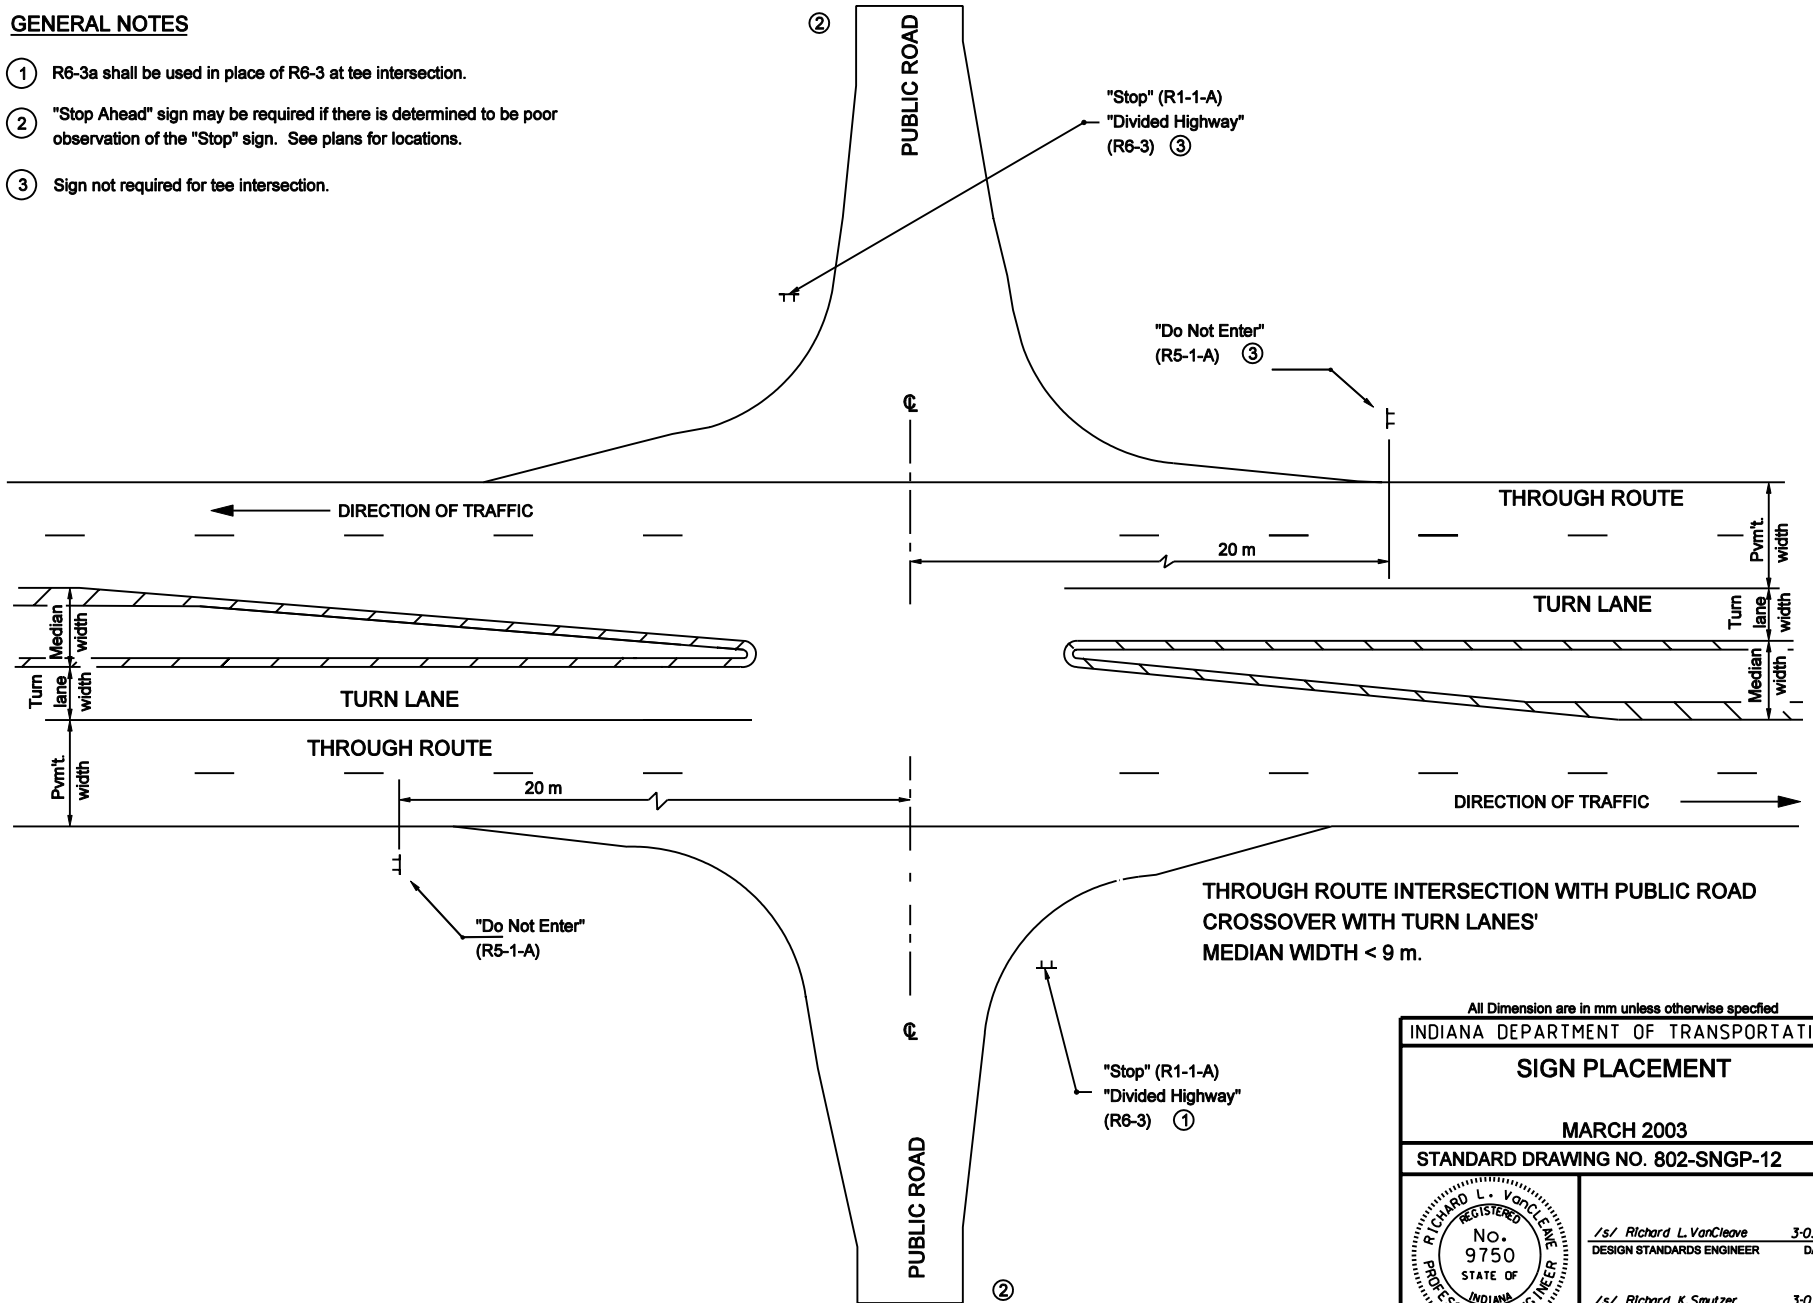 GENERAL NOTES
1 R6-3a shall be used in place of R6-3 at tee intersection.
2 "Stop Ahead" sign may be required if there is determined to be poor
observation of the "Stop" sign. See plans for locations.
3 Sign not required for tee intersection.
2
PUBLIC ROAD
"Stop" (R1-1-A)
"Divided Highway"
(R6-3) 3
"Do Not Enter"
(R5-1-A) 3
℄
DIRECTION OF TRAFFIC
THROUGH ROUTE
20 m
Pvm't.
width
TURN LANE
Turn
lane
width
Median
width
Median
width
Turn
lane
width
TURN LANE
THROUGH ROUTE
Pvm't.
width
20 m
DIRECTION OF TRAFFIC
"Do Not Enter"
(R5-1-A)
THROUGH ROUTE INTERSECTION WITH PUBLIC ROAD
CROSSOVER WITH TURN LANES'
MEDIAN WIDTH < 9 m.
℄
"Stop" (R1-1-A)
"Divided Highway"
(R6-3) 1
PUBLIC ROAD
2
All Dimension are in mm unless otherwise specfied
INDIANA DEPARTMENT OF TRANSPORTATI
SIGN PLACEMENT
MARCH 2003
STANDARD DRAWING NO. 802-SNGP-12
RICHARD L. VanCLEAVE
REGISTERED
No.
9750
STATE OF
INDIANA
/s/ Richard L. VanCleave 3-0
DESIGN STANDARDS ENGINEER
/s/ Richard K. Smutzer 3-0